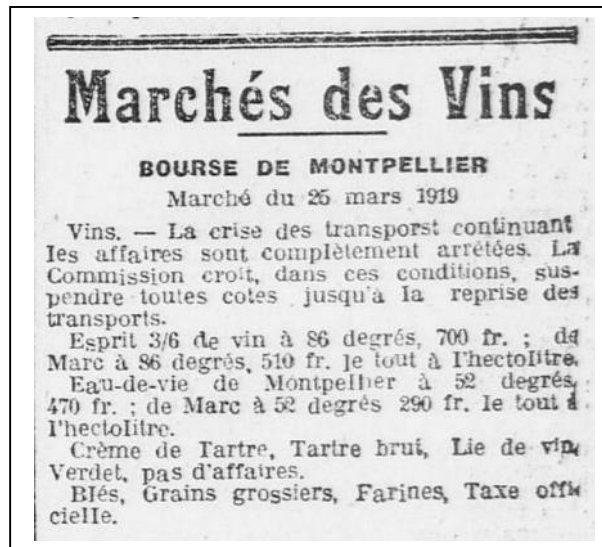 Marchés des Vins
BOURSE DE MONTPELLIER
Marché du 25 mars 1919
Vins. — La crise des transporst continuant
les affaires sont complètement arrêtées. La
Commission croit, dans ces conditions, sus-
pendre toutes cotes jusqu'à la reprise des
transports.
Esprit 3/6 de vin à 86 degrés, 700 fr. ; de
Marc à 86 degrés, 510 fr. le tout à l'hectolitre.
Eau-de-vie de Montpellier à 52 degrés,
470 fr. ; de Marc à 52 degrés 290 fr. le tout à
l'hectolitre.
Crème de Tartre, Tartre brut, Lie de vin,
Verdet, pas d'affaires.
Blés, Grains grossiers, Farines, Taxe offi-
cielle.